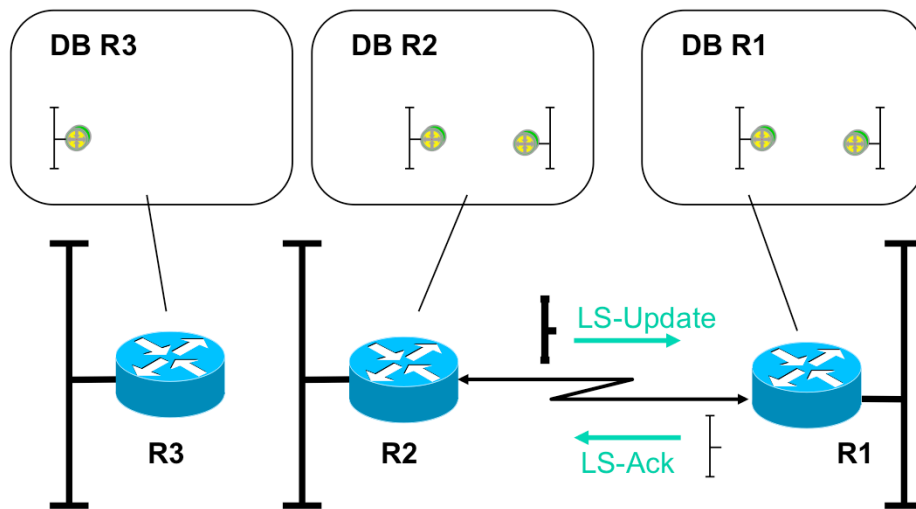 DB R3
DB R2
DB R1
LS-Update
R3
R2
LS-Ack
R1